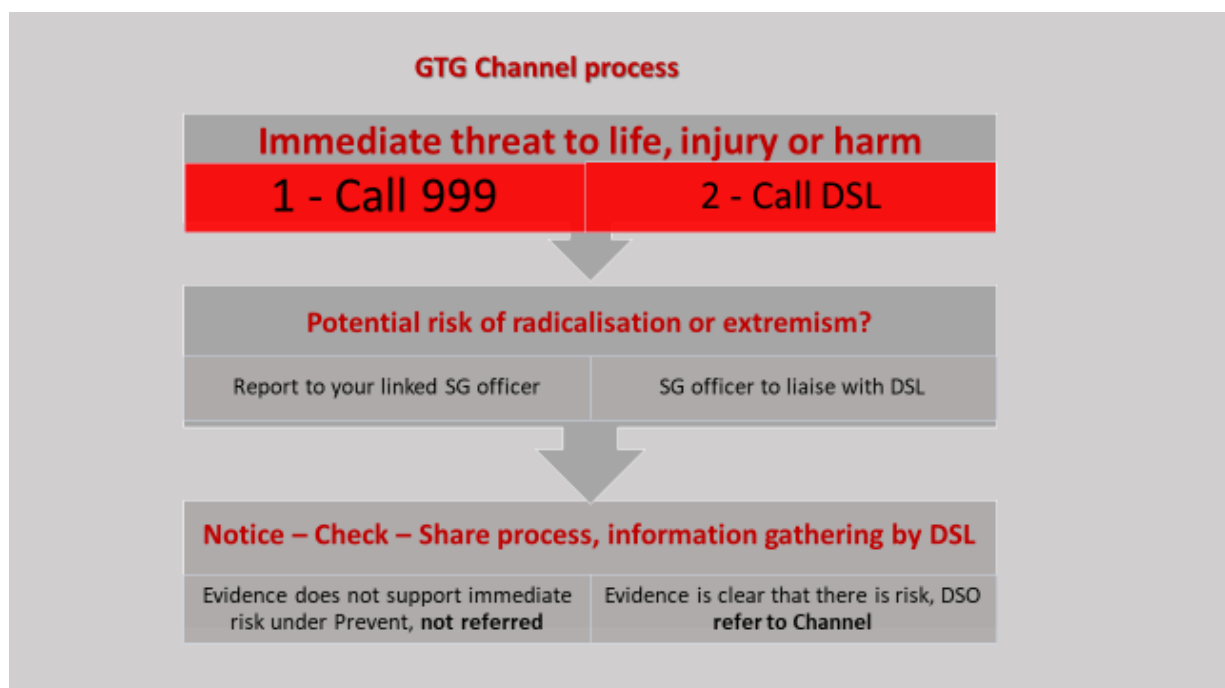 GTG Channel process
Immediate threat to life, injury or harm
1 - Call 999
2 - Call DSL
Potential risk of radicalisation or extremism?
Report to your linked SG officer
SG officer to liaise with DSL
Notice – Check – Share process, information gathering by DSL
Evidence does not support immediate
risk under Prevent, not referred
Evidence is clear that there is risk, DSO
refer to Channel